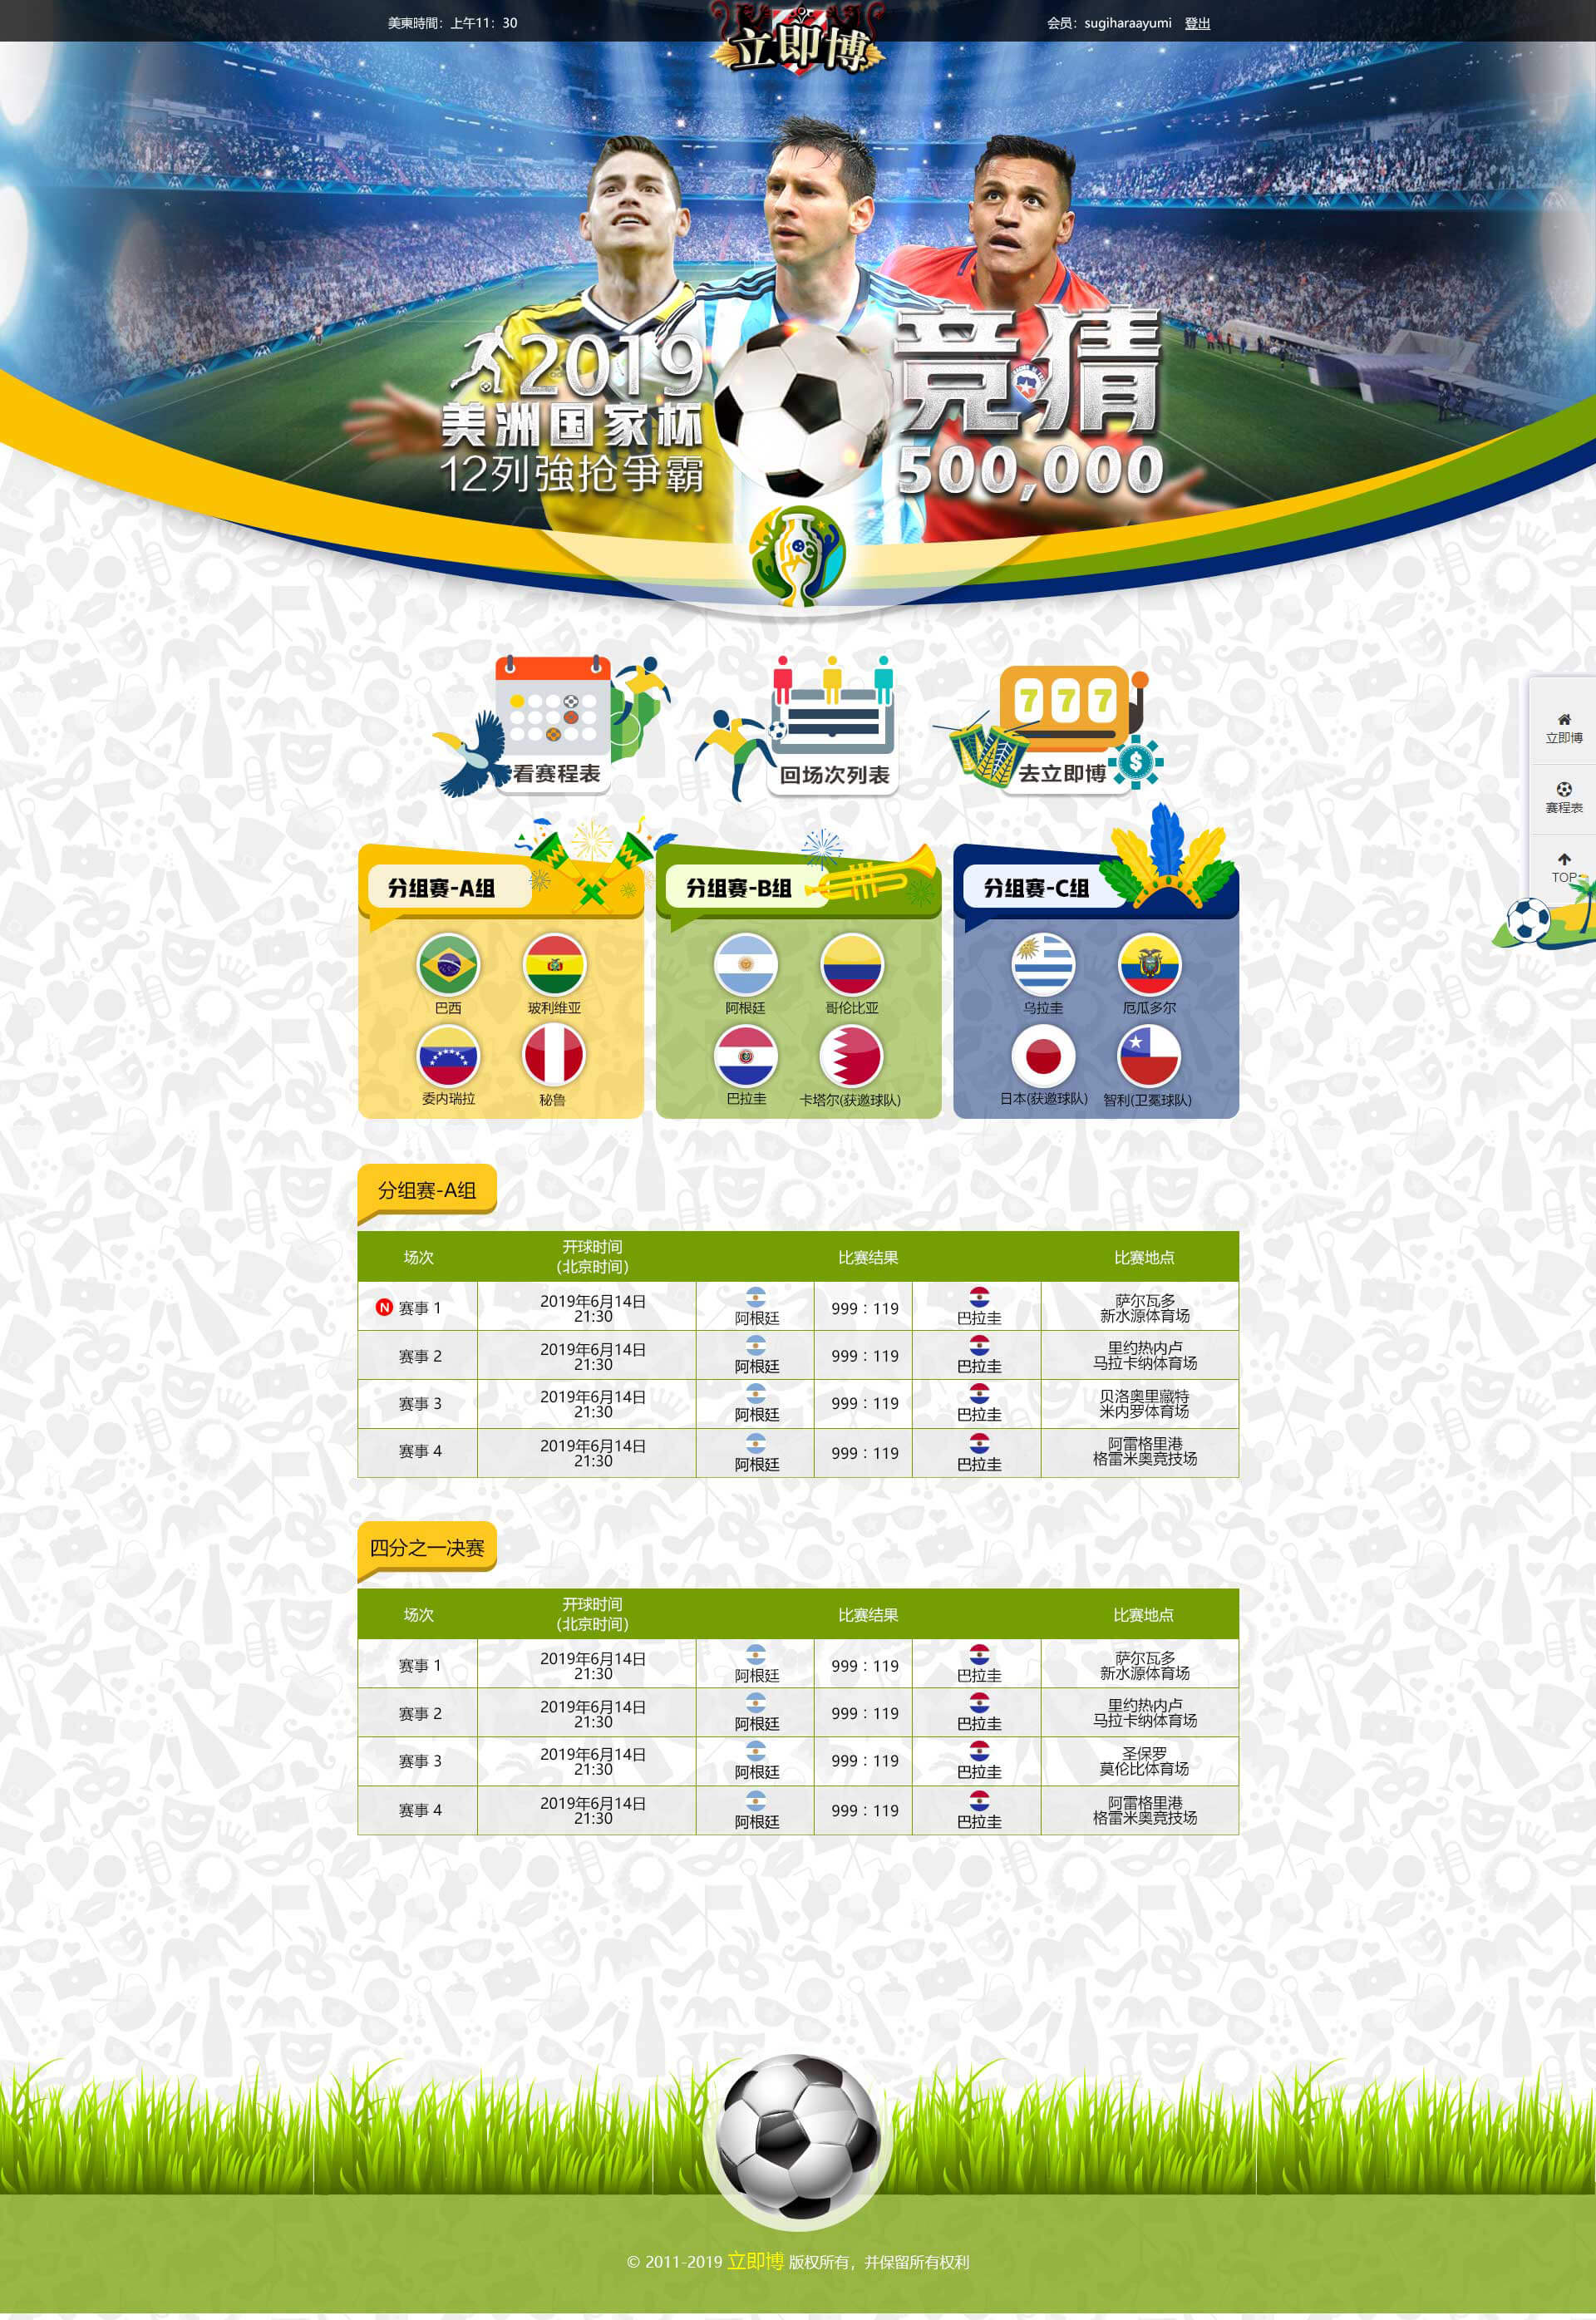 美東時間：上午11：30
立即博
会员：sugiharaayumi 登出
2019
美洲国家杯
12列強抢爭霸
竞猜
500,000
看赛程表
回场次列表
777
$
去立即博
立即博
赛程表
TOP
分组赛-A组
巴西
玻利维亚
委内瑞拉
秘鲁
分组赛-B组
阿根廷
哥伦比亚
巴拉圭
卡塔尔(获邀球队)
分组赛-C组
乌拉圭
厄瓜多尔
日本(获邀球队)
智利(卫冕球队)
分组赛-A组
场次 开球时间 比赛结果 比赛地点
（北京时间）
N 赛事 1 2019年6月14日 21:30 阿根廷 999：119 巴拉圭 萨尔瓦多
新水源体育场
赛事 2 2019年6月14日 21:30 阿根廷 999：119 巴拉圭 里约热内卢
马拉卡纳体育场
赛事 3 2019年6月14日 21:30 阿根廷 999：119 巴拉圭 贝洛奥里藏特
米内罗体育场
赛事 4 2019年6月14日 21:30 阿根廷 999：119 巴拉圭 阿雷格里港
格雷米奥竞技场
四分之一决赛
场次 开球时间 比赛结果 比赛地点
（北京时间）
赛事 1 2019年6月14日 21:30 阿根廷 999：119 巴拉圭 萨尔瓦多
新水源体育场
赛事 2 2019年6月14日 21:30 阿根廷 999：119 巴拉圭 里约热内卢
马拉卡纳体育场
赛事 3 2019年6月14日 21:30 阿根廷 999：119 巴拉圭 圣保罗
莫伦比体育场
赛事 4 2019年6月14日 21:30 阿根廷 999：119 巴拉圭 阿雷格里港
格雷米奥竞技场
© 2011-2019 立即博 版权所有，并保留所有权利